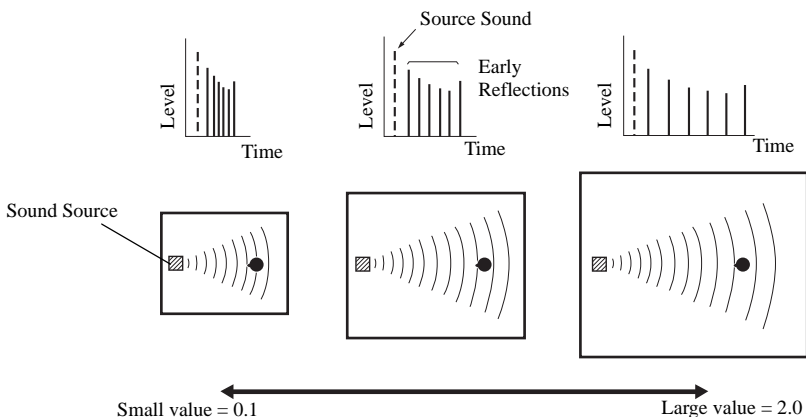 Source Sound
Early
Reflections
Level
Time
Level
Time
Level
Time
Sound Source
Small value = 0.1
Large value = 2.0